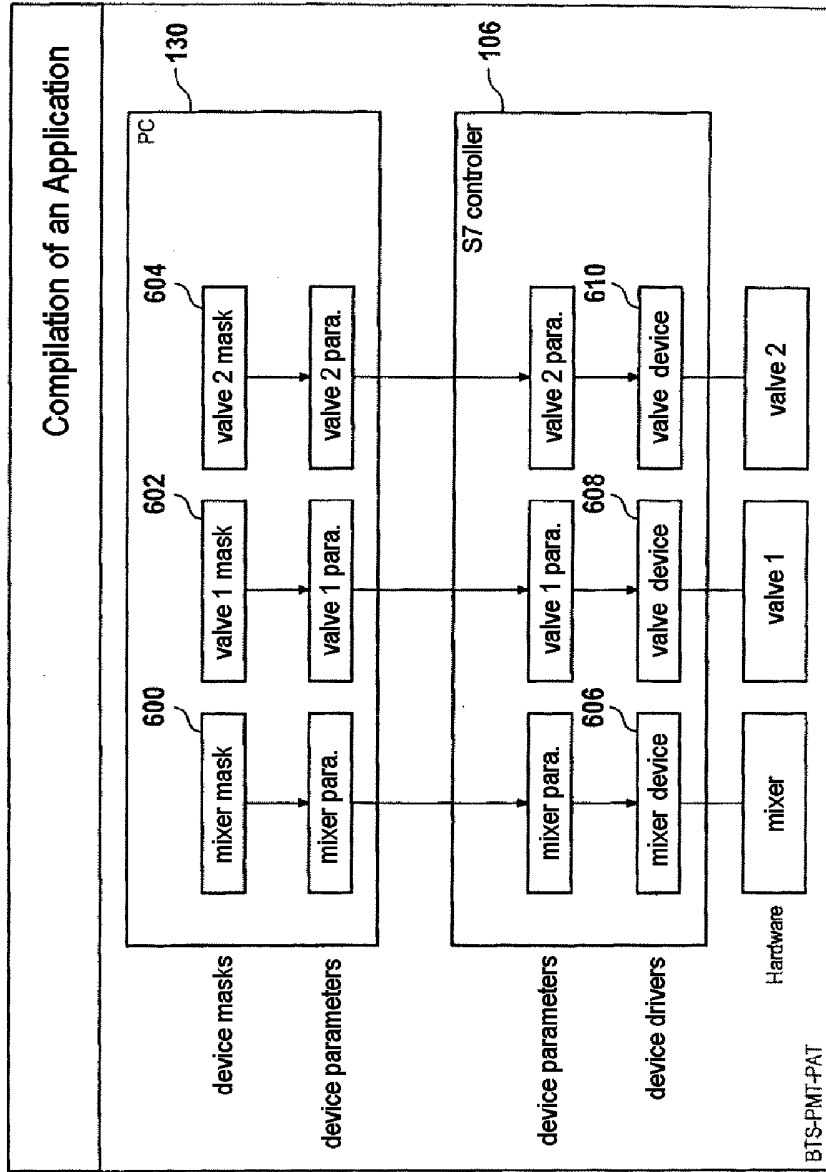 Compilation of an Application
130
PC
600
602
604
device masks
mixer mask
valve 1 mask
valve 2 mask
device parameters
mixer para.
valve 1 para.
valve 2 para.
106
S7 controller
device parameters
mixer para.
valve 1 para.
valve 2 para.
606
608
610
device drivers
mixer device
valve device
valve device
Hardware
mixer
valve 1
valve 2
BTS-PMT-PAT